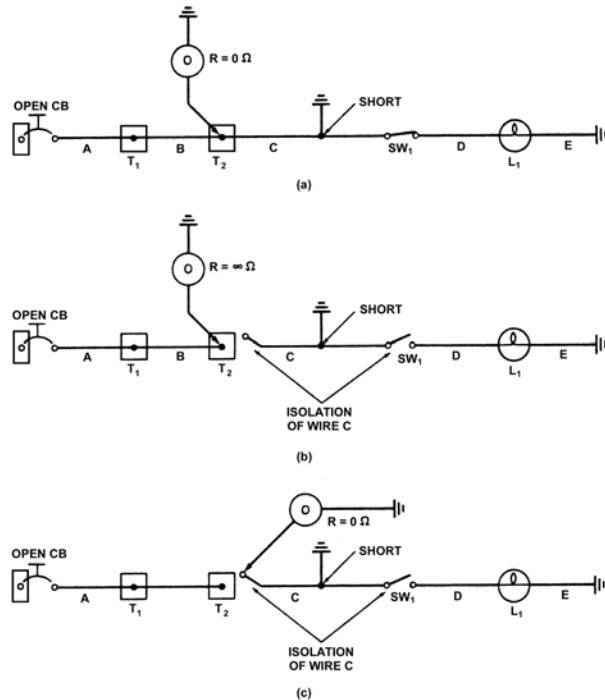 R = 0 Ω
OPEN CB
SHORT
A
T1
B
T2
C
SW1
D
L1
E
(a)
R = ∞ Ω
OPEN CB
SHORT
A
T1
B
T2
C
SW1
D
L1
E
ISOLATION
OF WIRE C
(b)
R = 0 Ω
OPEN CB
SHORT
A
T1
T2
C
SW1
D
L1
E
ISOLATION
OF WIRE C
(c)